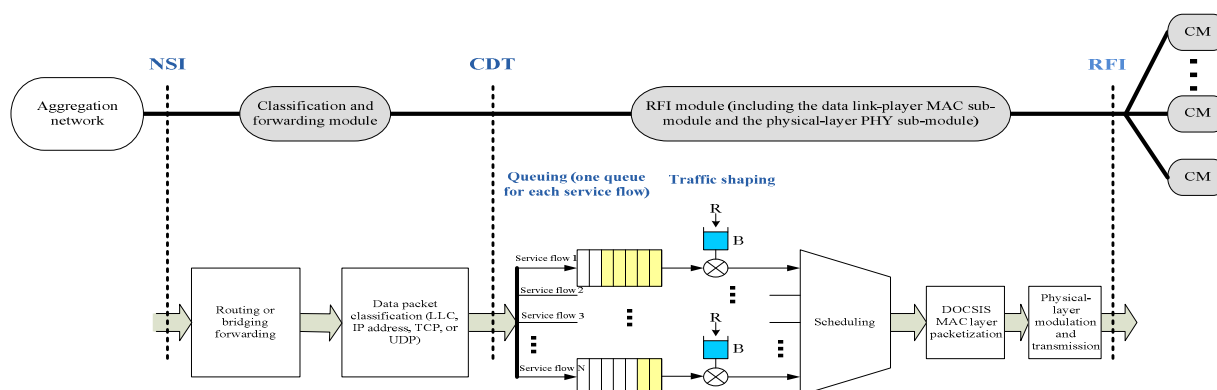 CM
NSI
CDT
RFI
Aggregation
network
Classification and
forwarding module
RFI module (including the data link-player MAC sub-
module and the physical-layer PHY sub-module)
CM
CM
Queuing (one queue
for each service flow)
Traffic shaping
R
B
Service flow 1
Service flow 2
Service flow 3
Service flow N
R
B
Routing or
bridging
forwarding
Data packet
classification (LLC,
IP address, TCP, or
UDP)
Scheduling
DOCSIS
MAC layer
packetization
Physical-
layer
modulation
and
transmission